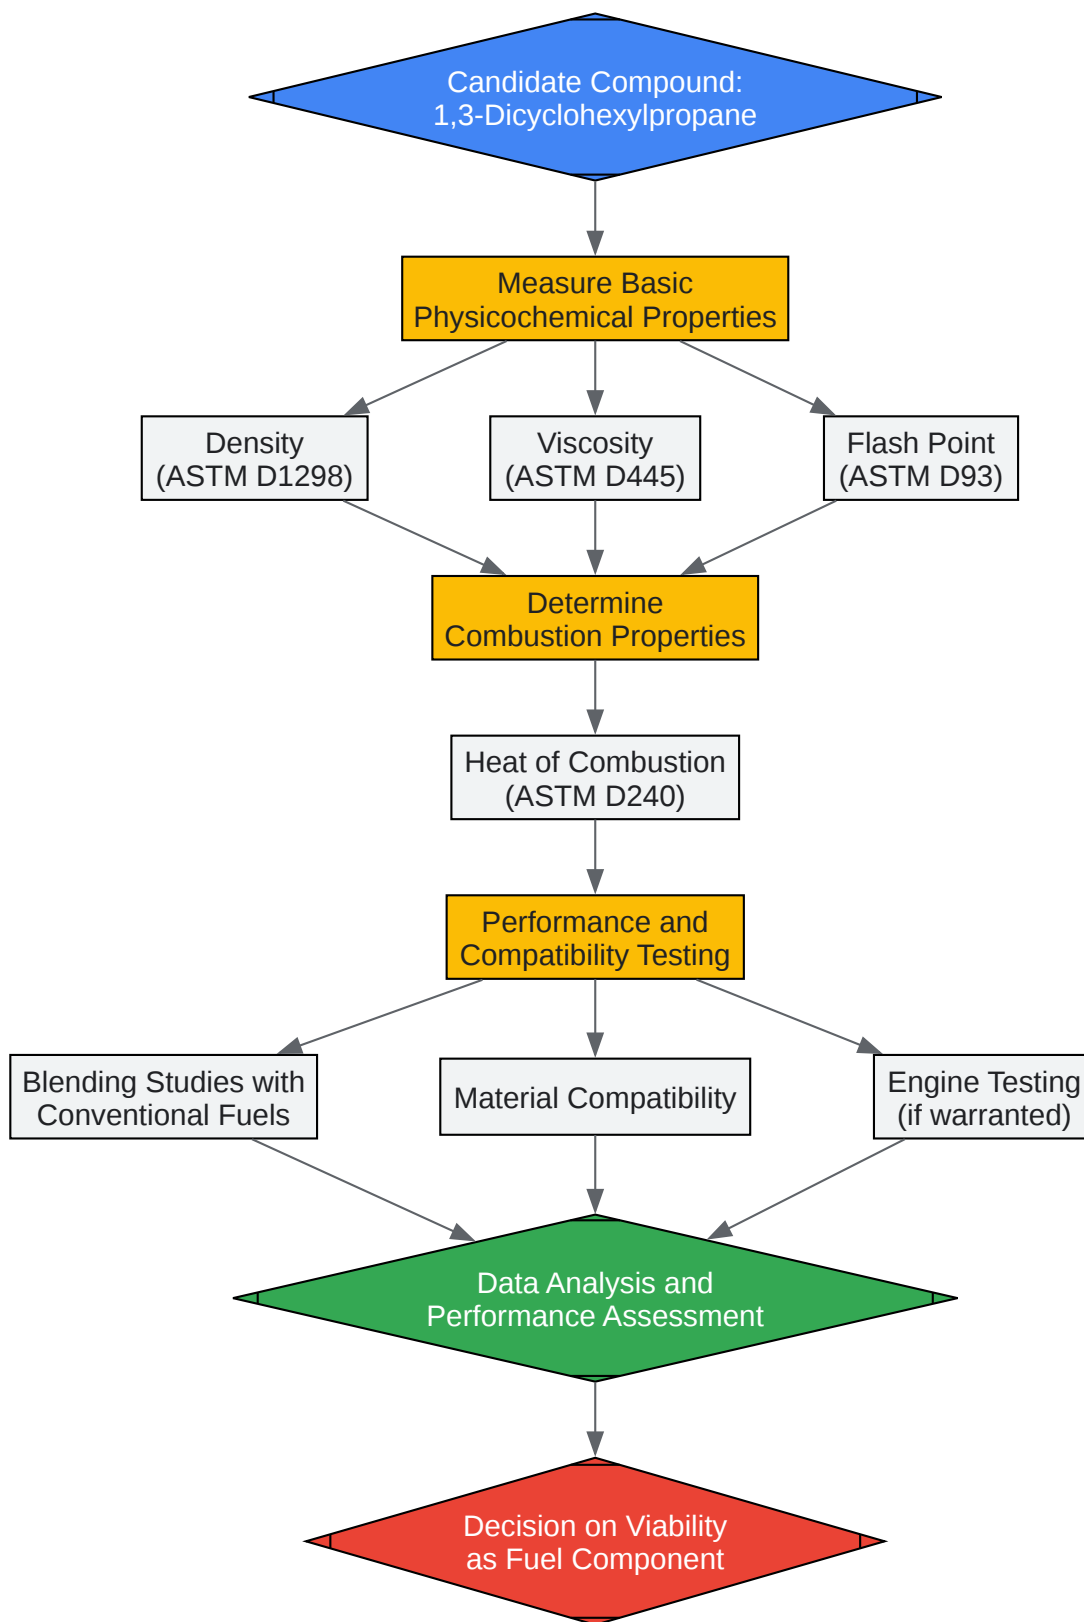 Candidate Compound:
1,3-Dicyclohexylpropane
Measure Basic
Physicochemical Properties
Density
(ASTM D1298)
Viscosity
(ASTM D445)
Flash Point
(ASTM D93)
Determine
Combustion Properties
Heat of Combustion
(ASTM D240)
Performance and
Compatibility Testing
Blending Studies with
Conventional Fuels
Material Compatibility
Engine Testing
(if warranted)
Data Analysis and
Performance Assessment
Decision on Viability
as Fuel Component